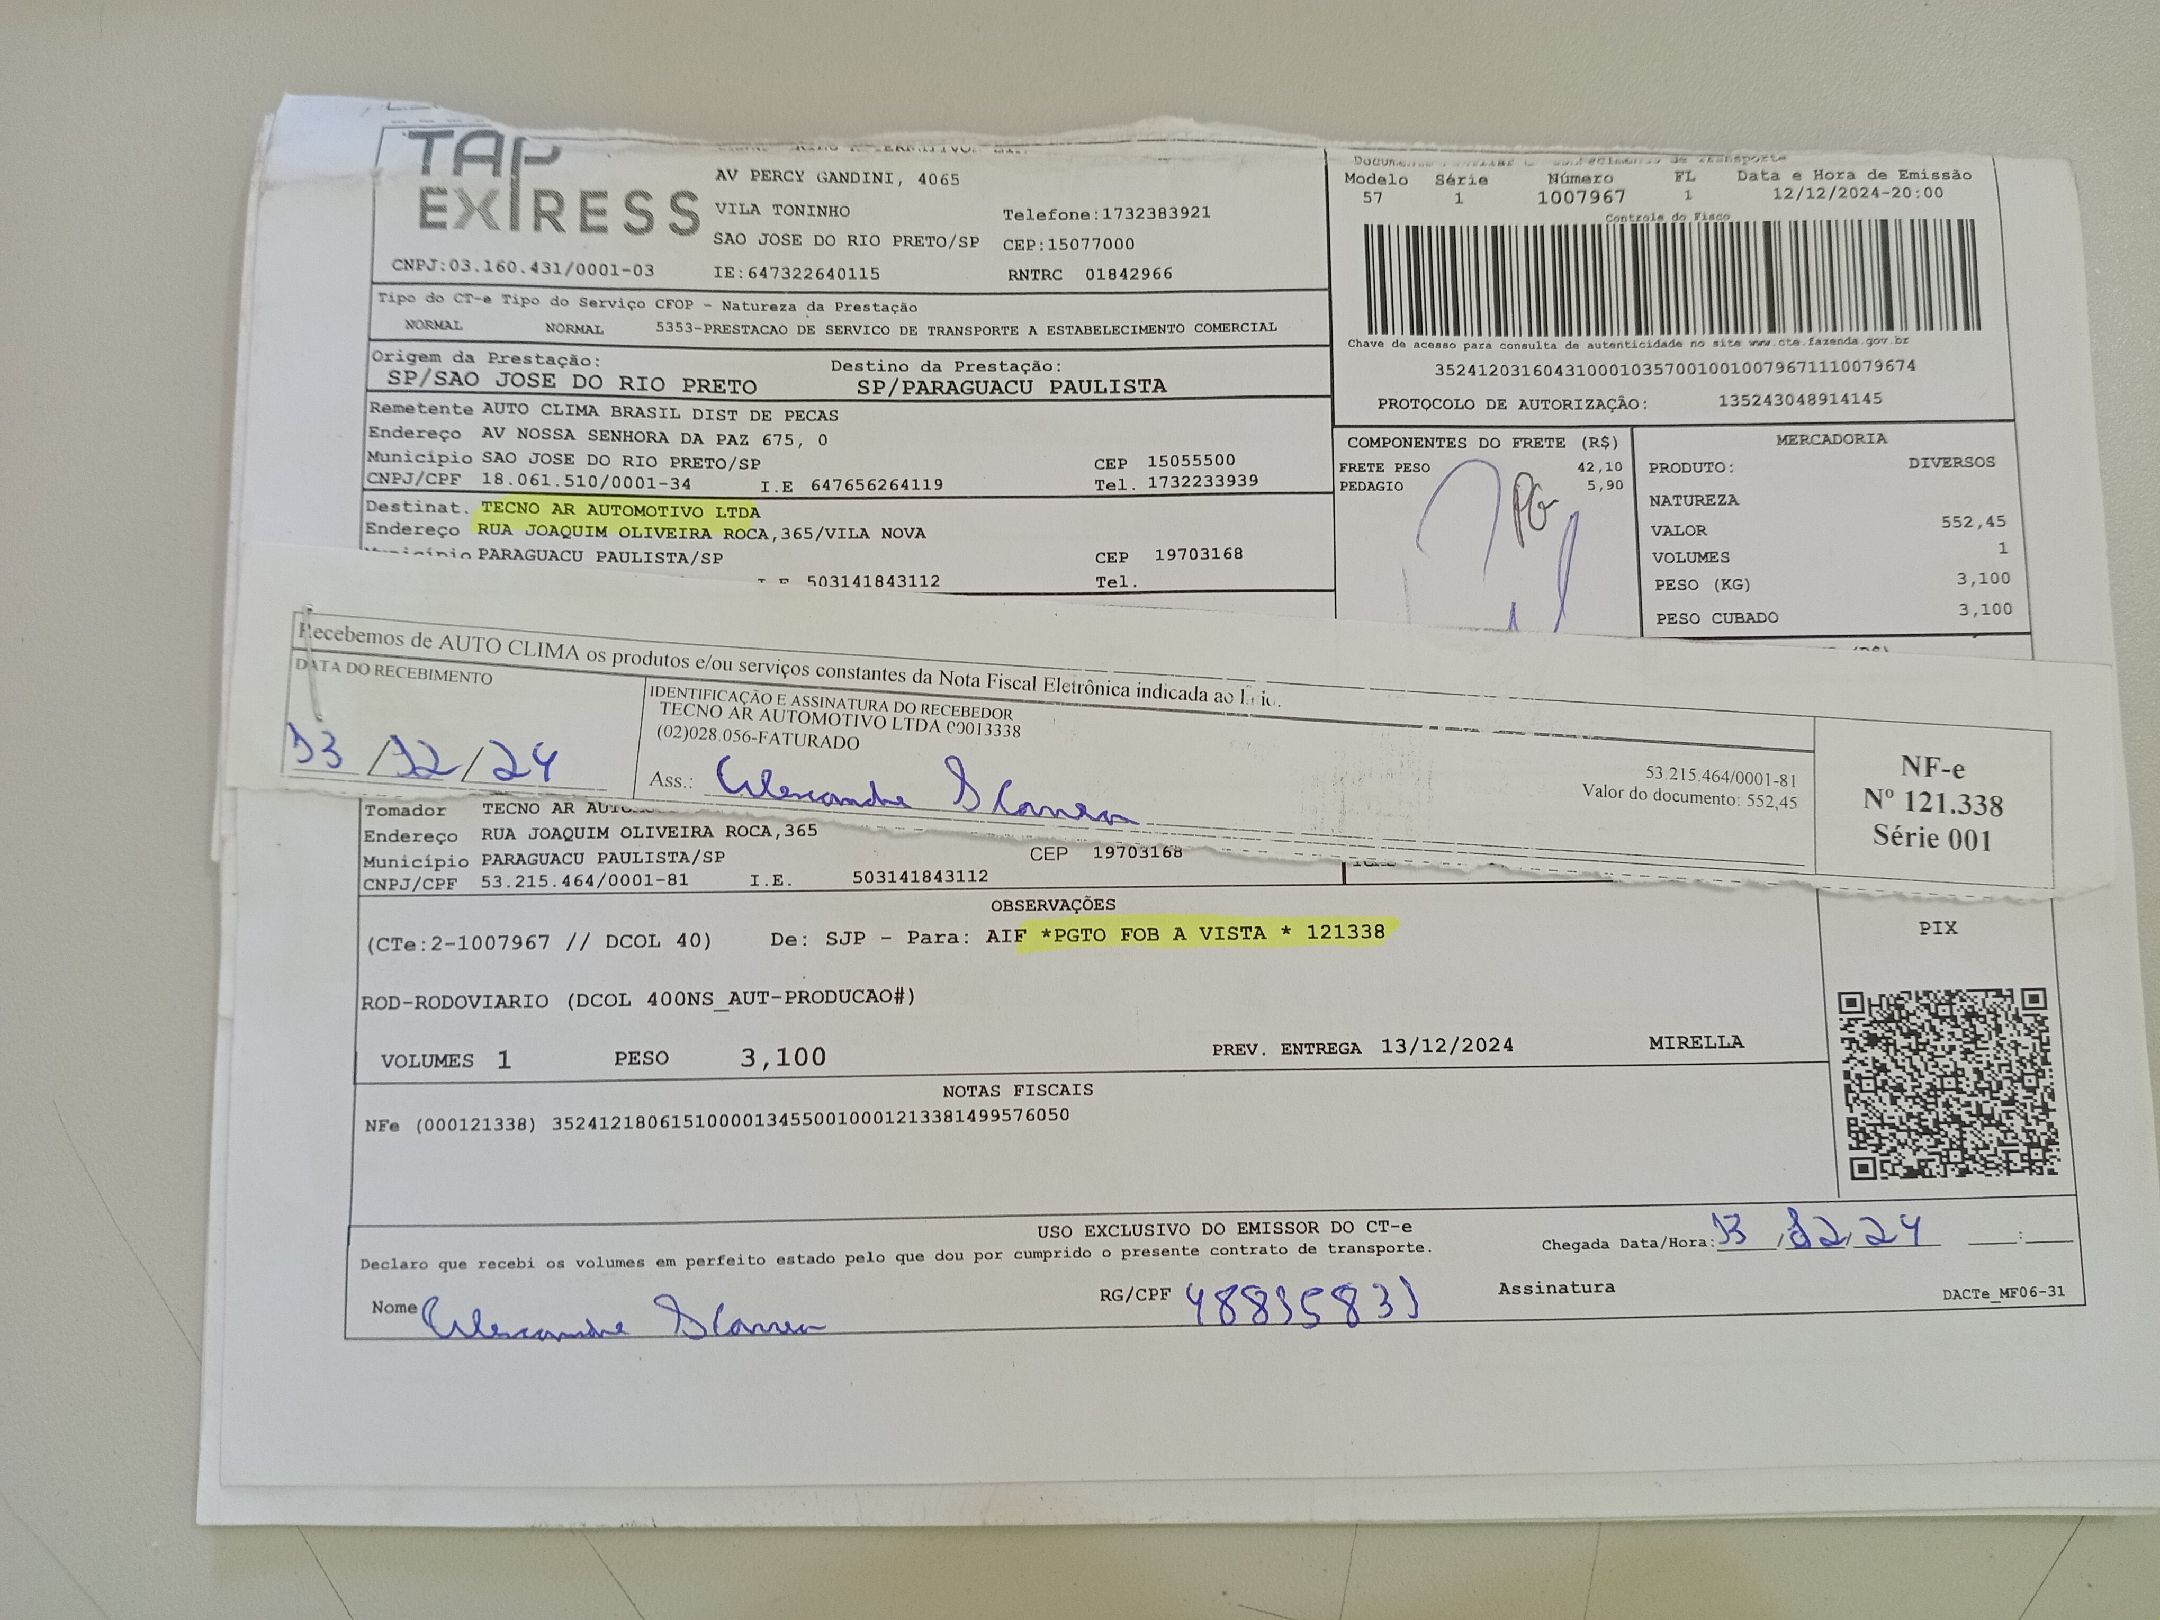 TAP
EXPRESS
AV PERCY GANDINI, 4065
VILA TONINHO
Telefone:1732383921
SAO JOSE DO RIO PRETO/SP CEP:15077000
CNPJ:03.160.431/0001-03 IE:647322640115 RNTRC 01842966
Modelo Série Número FL Data e Hora de Emissão
57 1 1007967 1 12/12/2024-20:00
Controle do Fisco
Chave de acesso para consulta de autenticidade no site www.cte.fazenda.gov.br
35241203160431000103570010010079671110079674
PROTOCOLO DE AUTORIZAÇÃO: 135243048914145
Tipo do CT-e Tipo do Serviço CFOP - Natureza da Prestação
NORMAL NORMAL 5353-PRESTACAO DE SERVICO DE TRANSPORTE A ESTABELECIMENTO COMERCIAL
Origem da Prestação: Destino da Prestação:
SP/SAO JOSE DO RIO PRETO SP/PARAGUACU PAULISTA
Remetente AUTO CLIMA BRASIL DIST DE PECAS
Endereço AV NOSSA SENHORA DA PAZ 675, 0
Município SAO JOSE DO RIO PRETO/SP CEP 15055500
CNPJ/CPF 18.061.510/0001-34 I.E 647656264119 Tel. 1732233939
Destinat. TECNO AR AUTOMOTIVO LTDA
Endereço RUA JOAQUIM OLIVEIRA ROCA,365/VILA NOVA
PARAGUACU PAULISTA/SP CEP 19703168
503141843112 Tel.
COMPONENTES DO FRETE (R$)
FRETE PESO 42,10
PEDAGIO 5,90
PG
MERCADORIA
PRODUTO: DIVERSOS
NATUREZA
VALOR 552,45
VOLUMES 1
PESO (KG) 3,100
PESO CUBADO 3,100
Recebemos de AUTO CLIMA os produtos e/ou serviços constantes da Nota Fiscal Eletrônica indicada ao
DATA DO RECEBIMENTO
13/12/24
IDENTIFICAÇÃO E ASSINATURA DO RECEBEDOR
TECNO AR AUTOMOTIVO LTDA 00013338
(02)028.056-FATURADO
Ass.: Alexandre
53.215.464/0001-81
Valor do documento: 552,45
NF-e
Nº 121.338
Série 001
Tomador TECNO AR
Endereço RUA JOAQUIM OLIVEIRA ROCA,365
Município PARAGUACU PAULISTA/SP CEP 19703168
CNPJ/CPF 53.215.464/0001-81 I.E. 503141843112
OBSERVAÇÕES
(CTe:2-1007967 // DCOL 40) De: SJP - Para: AIF *PGTO FOB A VISTA * 121338
ROD-RODOVIARIO (DCOL 400NS_AUT-PRODUCAO#)
VOLUMES 1 PESO 3,100 PREV. ENTREGA 13/12/2024 MIRELLA
PIX
NOTAS FISCAIS
NFe (000121338) 35241218061510000134550010001213381499576050
USO EXCLUSIVO DO EMISSOR DO CT-e
Declaro que recebi os volumes em perfeito estado pelo que dou por cumprido o presente contrato de transporte.
Chegada Data/Hora: 13/12/24 __:__
Nome Alexandre
RG/CPF 48815831
Assinatura
DACTe_MF06-31